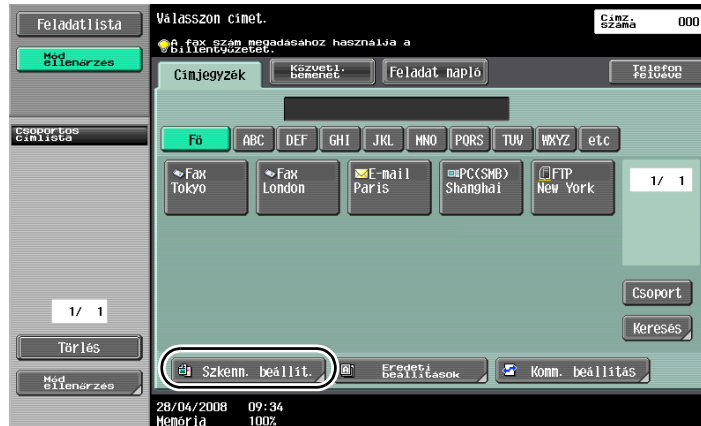 Feladatlista
Mód
ellenőrzés
Csoportos
címlista
1/ 1
Törlés
Mód
ellenőrzés
Válasszon címet.
Címz.
száma
000
A fax szám megadásához használja a
billentyűzetet.
Címjegyzék
Közvetl.
bemenet
Feladat napló
Telefon
felvéve
Fő ABC DEF GHI JKL MNO PQRS TUV WXYZ etc
Fax
Tokyo
Fax
London
E-mail
Paris
PC(SMB)
Shanghai
FTP
New York
1/ 1
Csoport
Keresés
Szkenn. beállít.
Eredeti
beállítások
Komm. beállítás
28/04/2008 09:34
Memória 100%